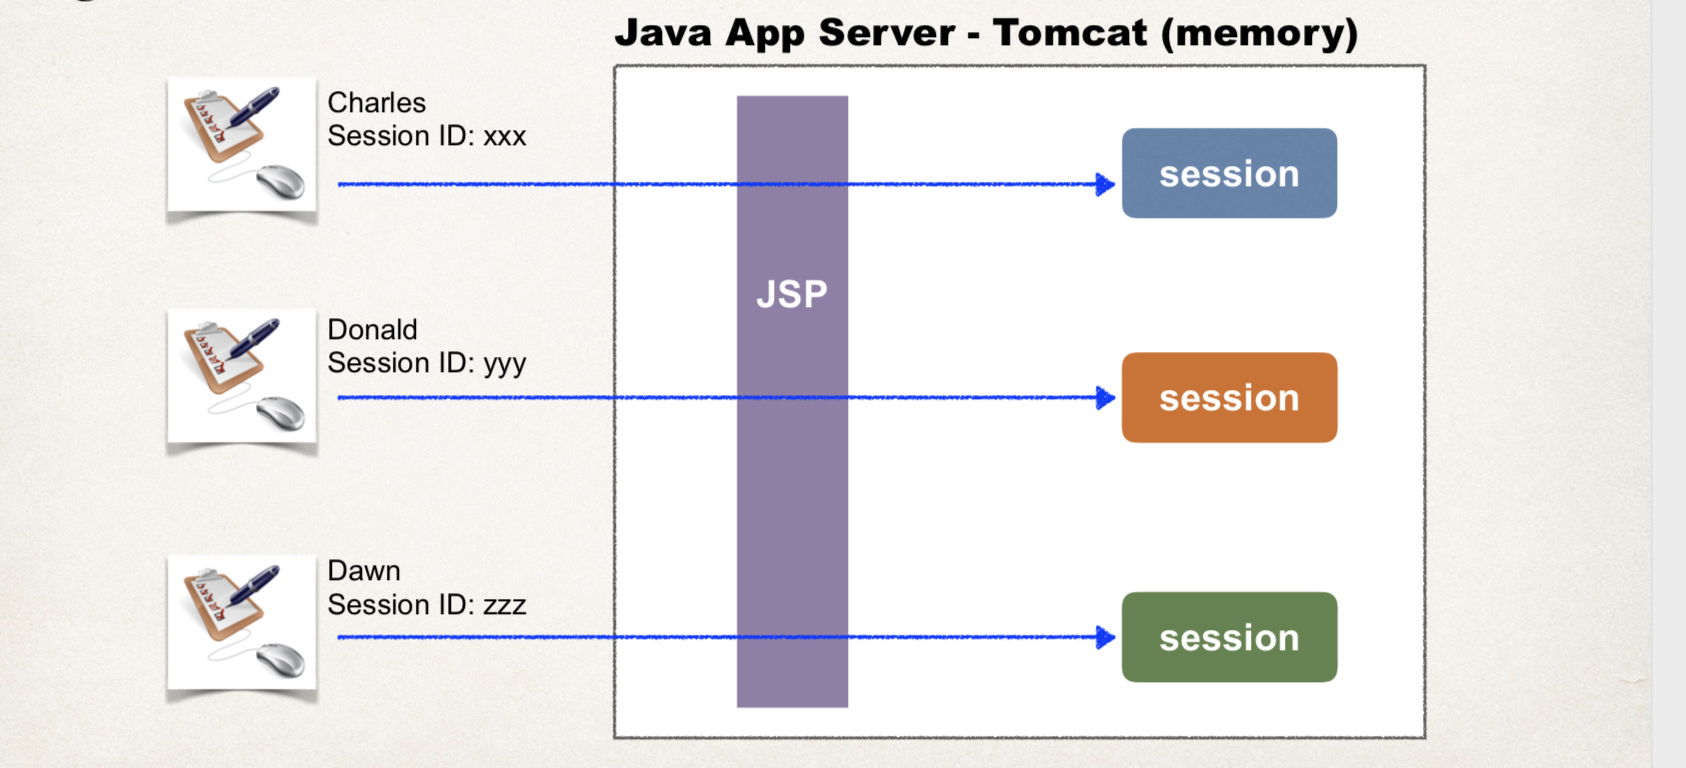 Java App Server - Tomcat (memory)
Charles
Session ID: xxx
session
JSP
Donald
Session ID: yyy
session
Dawn
Session ID: zzz
session